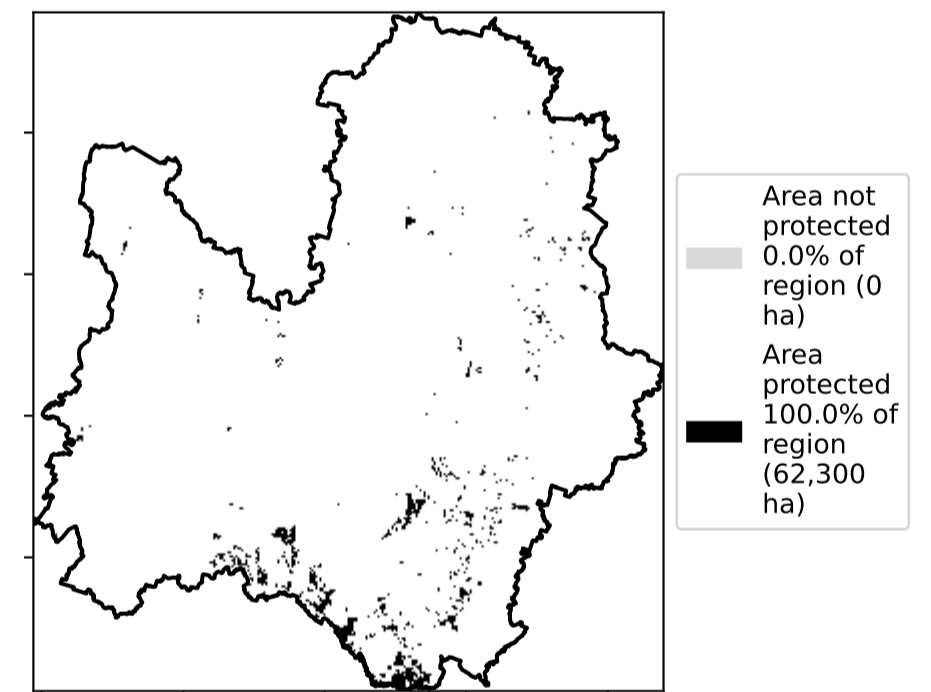 Area not
protected
0.0% of
region (0
ha)
Area
protected
100.0% of
region
(62,300
ha)